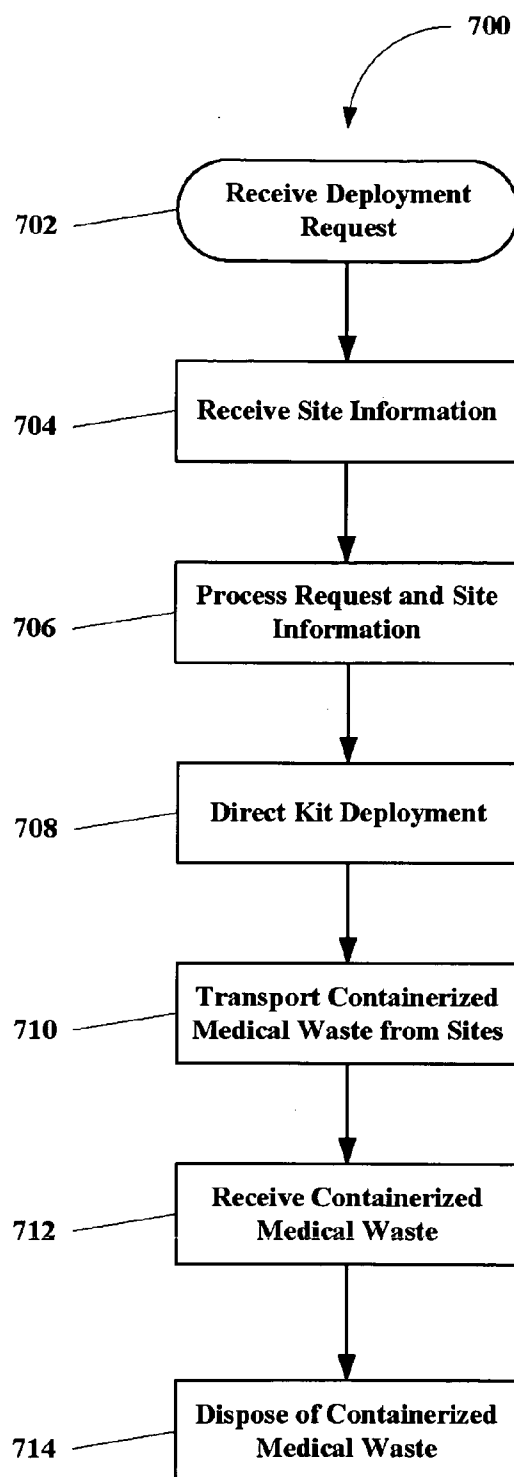 700
Receive Deployment
Request
702
Receive Site Information
704
Process Request and Site
Information
706
Direct Kit Deployment
708
Transport Containerized
Medical Waste from Sites
710
Receive Containerized
Medical Waste
712
Dispose of Containerized
Medical Waste
714